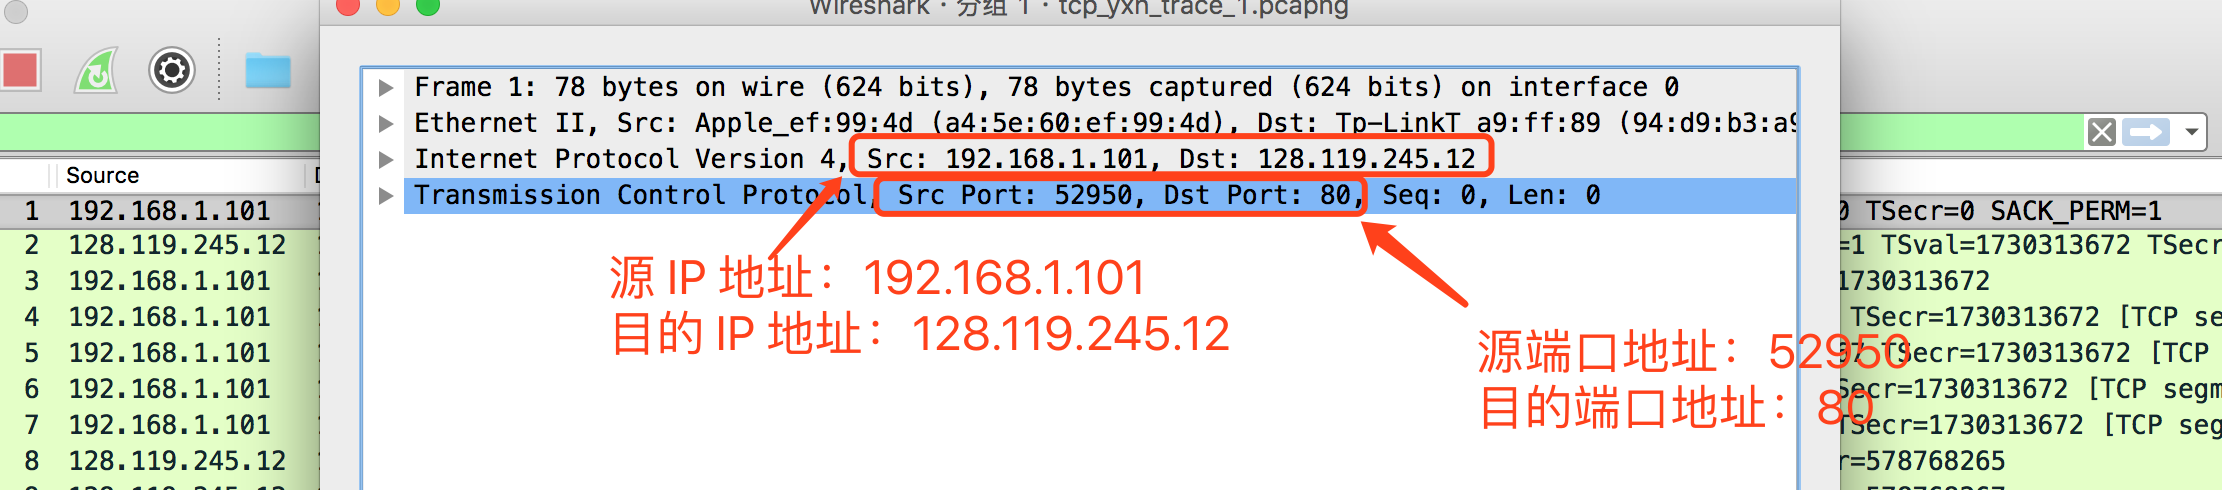 Wireshark · 分组 1 · tcp_yxn_trace_1.pcapng
Frame 1: 78 bytes on wire (624 bits), 78 bytes captured (624 bits) on interface 0
Ethernet II, Src: Apple_ef:99:4d (a4:5e:60:ef:99:4d), Dst: Tp-LinkT_a9:ff:89 (94:d9:b3:a9
Internet Protocol Version 4, Src: 192.168.1.101, Dst: 128.119.245.12
Transmission Control Protocol, Src Port: 52950, Dst Port: 80, Seq: 0, Len: 0
源 IP 地址：192.168.1.101
目的 IP 地址：128.119.245.12
源端口地址：52950
目的端口地址：80
Source
1 192.168.1.101
2 128.119.245.12
3 192.168.1.101
4 192.168.1.101
5 192.168.1.101
6 192.168.1.101
7 192.168.1.101
8 128.119.245.12
0 TSecr=0 SACK_PERM=1
=1 TSval=1730313672 TSecr
1730313672
TSecr=1730313672 [TCP se
TSecr=1730313672 [TCP
Secr=1730313672 [TCP segm
TSecr=1730313672 [TCP seg
r=578768265